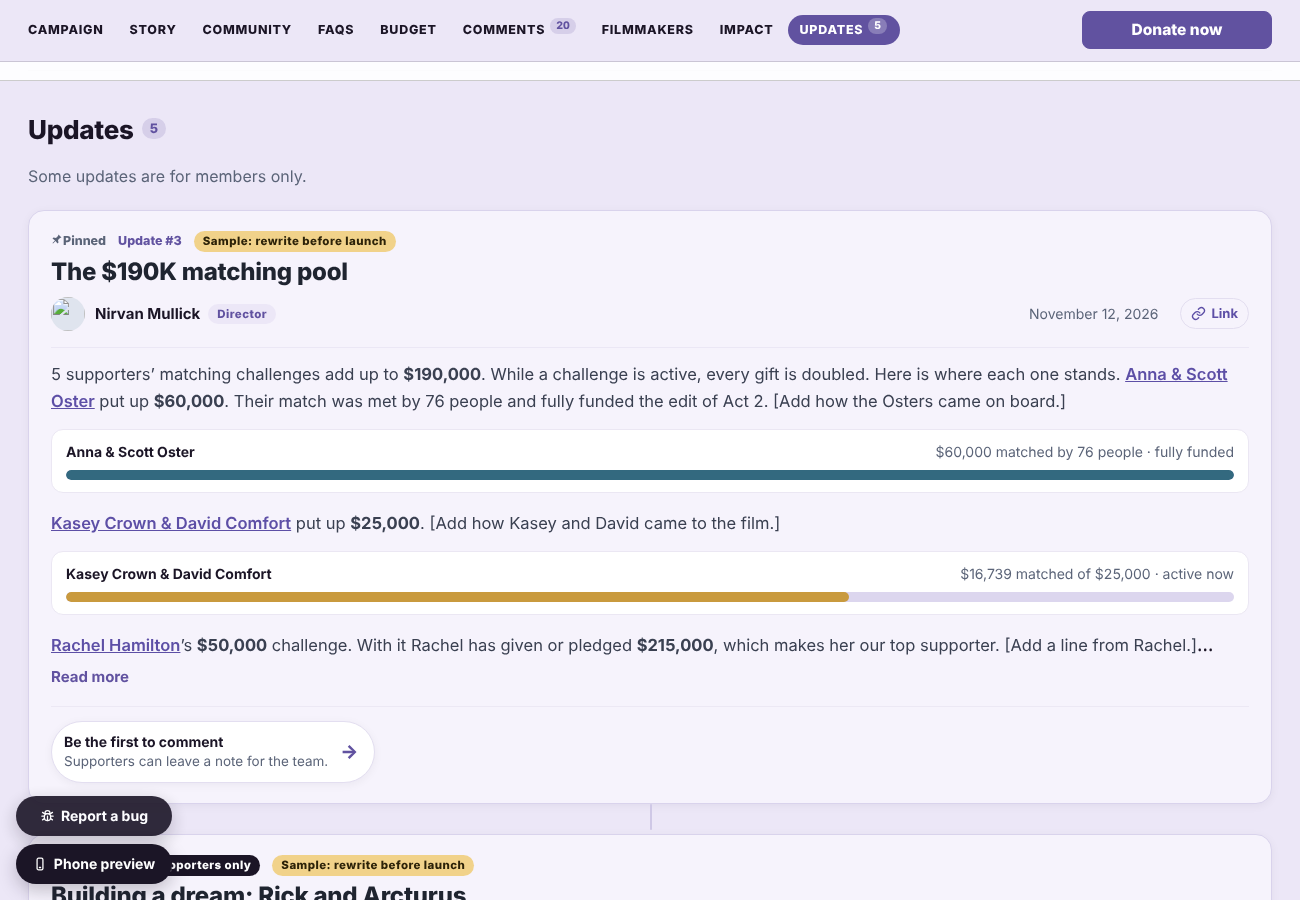 CAMPAIGN STORY COMMUNITY FAQS BUDGET COMMENTS 20 FILMMAKERS IMPACT UPDATES 5 Donate now
Updates 5
Some updates are for members only.
Pinned Update #3 Sample: rewrite before launch
The $190K matching pool
Nirvan Mullick Director November 12, 2026 Link
5 supporters’ matching challenges add up to $190,000. While a challenge is active, every gift is doubled. Here is where each one stands. Anna & Scott
Oster put up $60,000. Their match was met by 76 people and fully funded the edit of Act 2. [Add how the Osters came on board.]
Anna & Scott Oster $60,000 matched by 76 people · fully funded
Kasey Crown & David Comfort put up $25,000. [Add how Kasey and David came to the film.]
Kasey Crown & David Comfort $16,739 matched of $25,000 · active now
Rachel Hamilton’s $50,000 challenge. With it Rachel has given or pledged $215,000, which makes her our top supporter. [Add a line from Rachel.]...
Read more
Be the first to comment
Supporters can leave a note for the team.
Report a bug
Phone preview only Sample: rewrite before launch
Building a dream: Rick and Arcturus